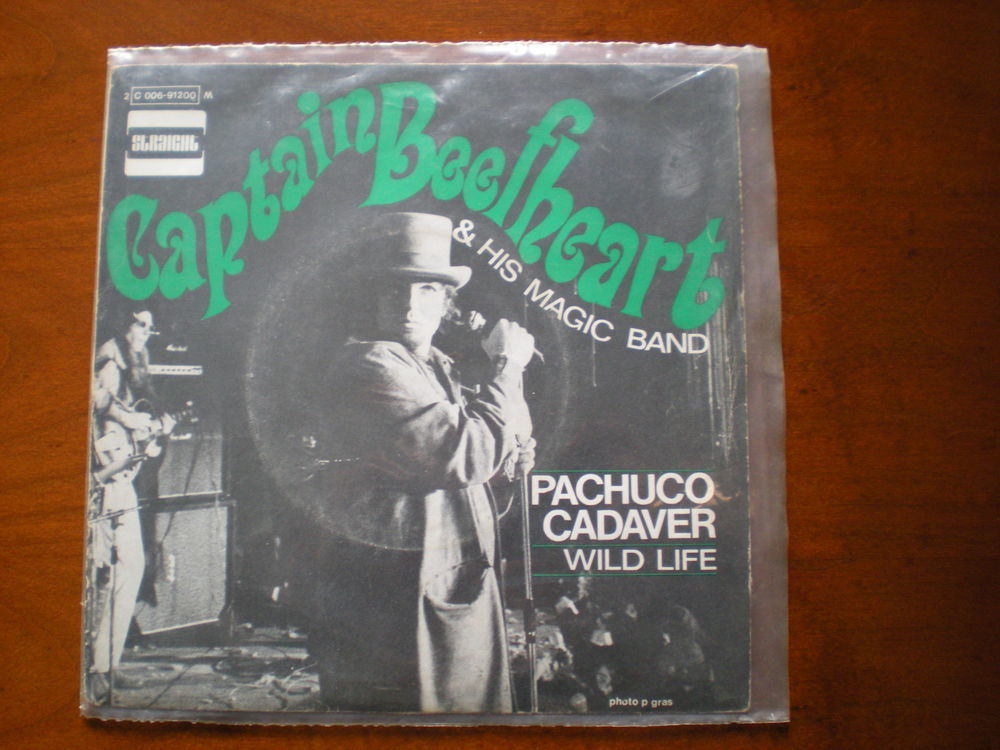 2 C 006-91200 M
STRAIGHT
Captain Beefheart
& HIS MAGIC BAND
PACHUCO
CADAVER
WILD LIFE
photo p gras